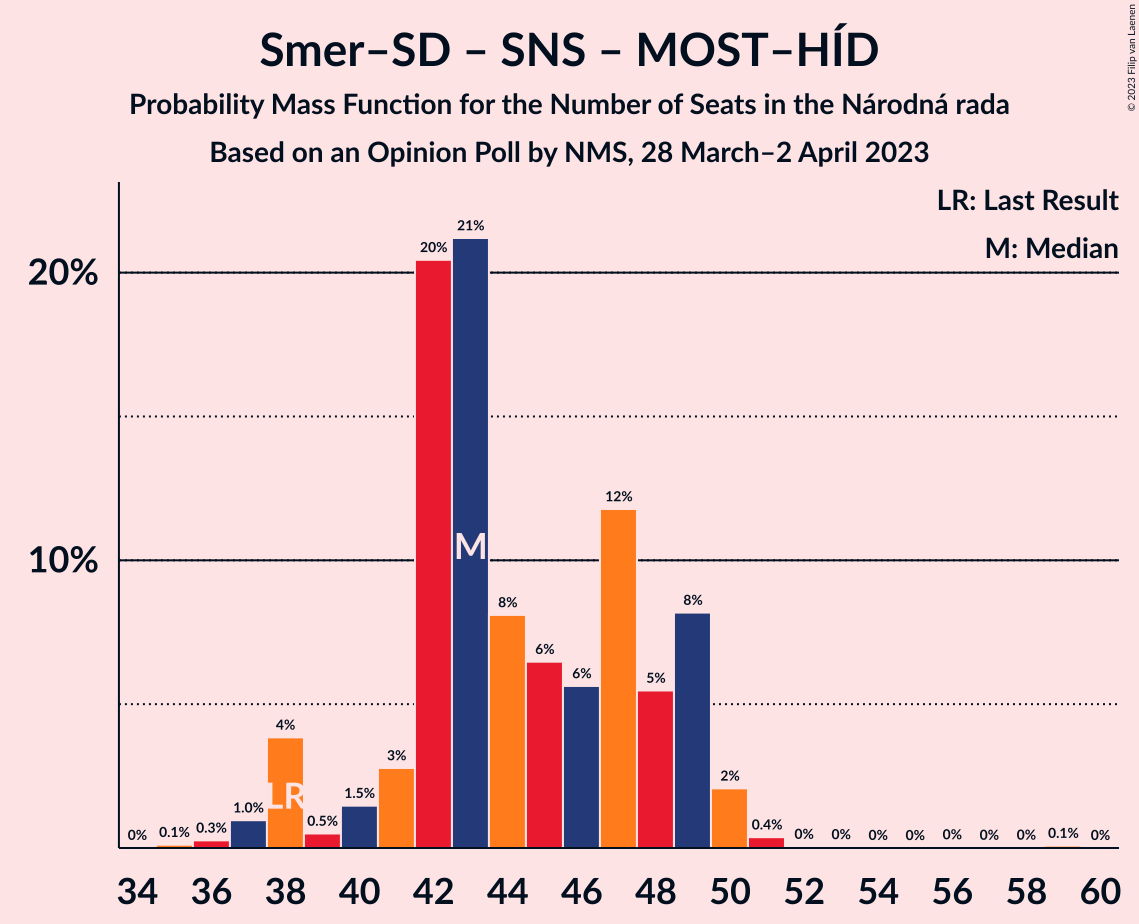 Smer–SD – SNS – MOST–HÍD
Probability Mass Function for the Number of Seats in the Národná rada
Based on an Opinion Poll by NMS, 28 March–2 April 2023
© 2023 Filip van Laenen
LR: Last Result
M: Median
20%
10%
0% 0.1% 0.3% 1.0% 4% 0.5% 1.5% 3% 20% 21% 8% 6% 6% 12% 5% 8% 2% 0.4% 0% 0% 0% 0% 0% 0% 0% 0.1% 0%
LR
M
34 36 38 40 42 44 46 48 50 52 54 56 58 60